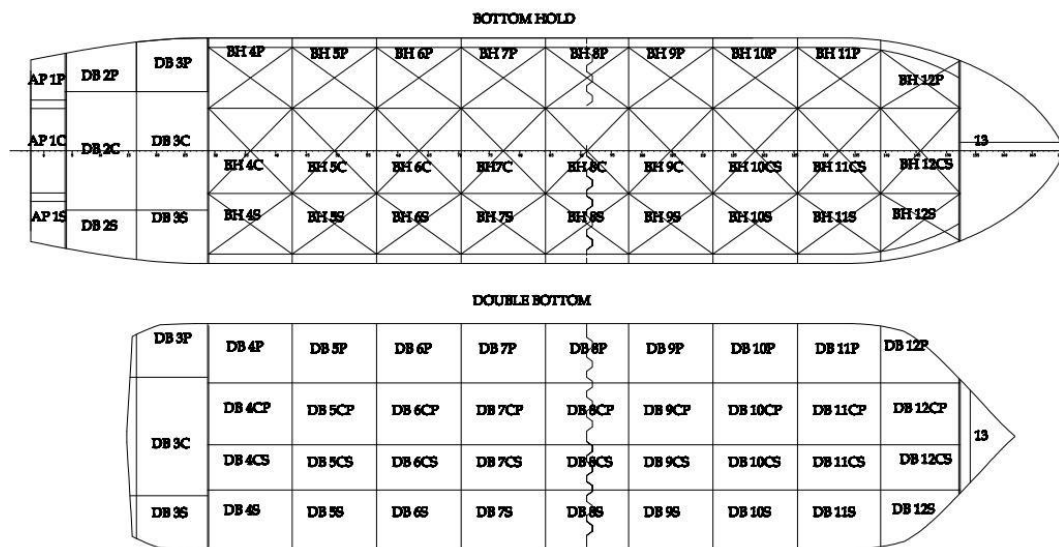 BOTTOM HOLD
BH 4P BH 5P BH 6P BH 7P BH 8P BH 9P BH 10P BH 11P
DB 3P
AP 1P DB 2P BH 12P
AP 1C DB 2C DB 3C 13
BH 4C BH 5C BH 6C BH7C BH 8C BH 9C BH 10CS BH 11CS BH 12CS
AP 1S DB 2S DB 3S BH 4S BH 5S BH 6S BH 7S BH 8S BH 9S BH 10S BH 11S BH 12S
DOUBLE BOTTOM
DB 3P DB 4P DB 5P DB 6P DB 7P DB 8P DB 9P DB 10P DB 11P DB 12P
DB 4CP DB 5CP DB 6CP DB 7CP DB 8CP DB 9CP DB 10CP DB 11CP DB 12CP
DB 3C 13
DB 4CS DB 5CS DB 6CS DB 7CS DB 8CS DB 9CS DB 10CS DB 11CS DB 12CS
DB 3S DB 4S DB 5S DB 6S DB 7S DB 8S DB 9S DB 10S DB 11S DB 12S